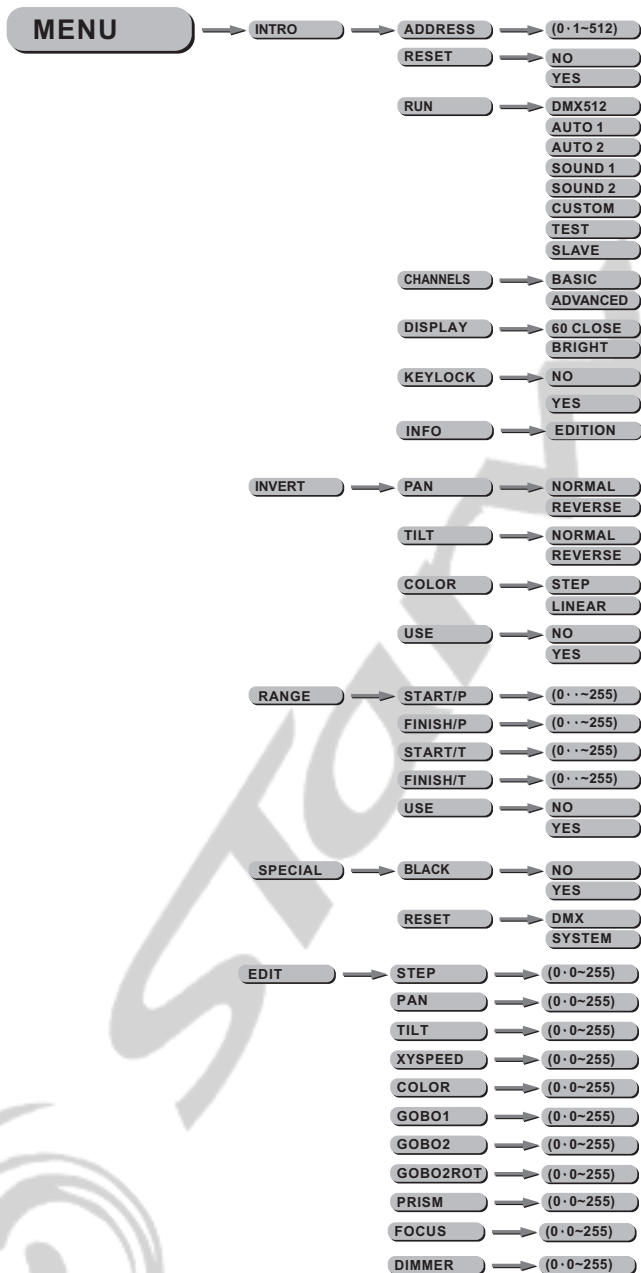 MENU INTRO ADDRESS (0·1~512)
RESET NO
YES
RUN DMX512
AUTO 1
AUTO 2
SOUND 1
SOUND 2
CUSTOM
TEST
SLAVE
CHANNELS BASIC
ADVANCED
DISPLAY 60 CLOSE
BRIGHT
KEYLOCK NO
YES
INFO EDITION
INVERT PAN NORMAL
REVERSE
TILT NORMAL
REVERSE
COLOR STEP
LINEAR
USE NO
YES
RANGE START/P (0··~255)
FINISH/P (0··~255)
START/T (0··~255)
FINISH/T (0··~255)
USE NO
YES
SPECIAL BLACK NO
YES
RESET DMX
SYSTEM
EDIT STEP (0·0~255)
PAN (0·0~255)
TILT (0·0~255)
XYSPEED (0·0~255)
COLOR (0·0~255)
GOBO1 (0·0~255)
GOBO2 (0·0~255)
GOBO2ROT (0·0~255)
PRISM (0·0~255)
FOCUS (0·0~255)
DIMMER (0·0~255)